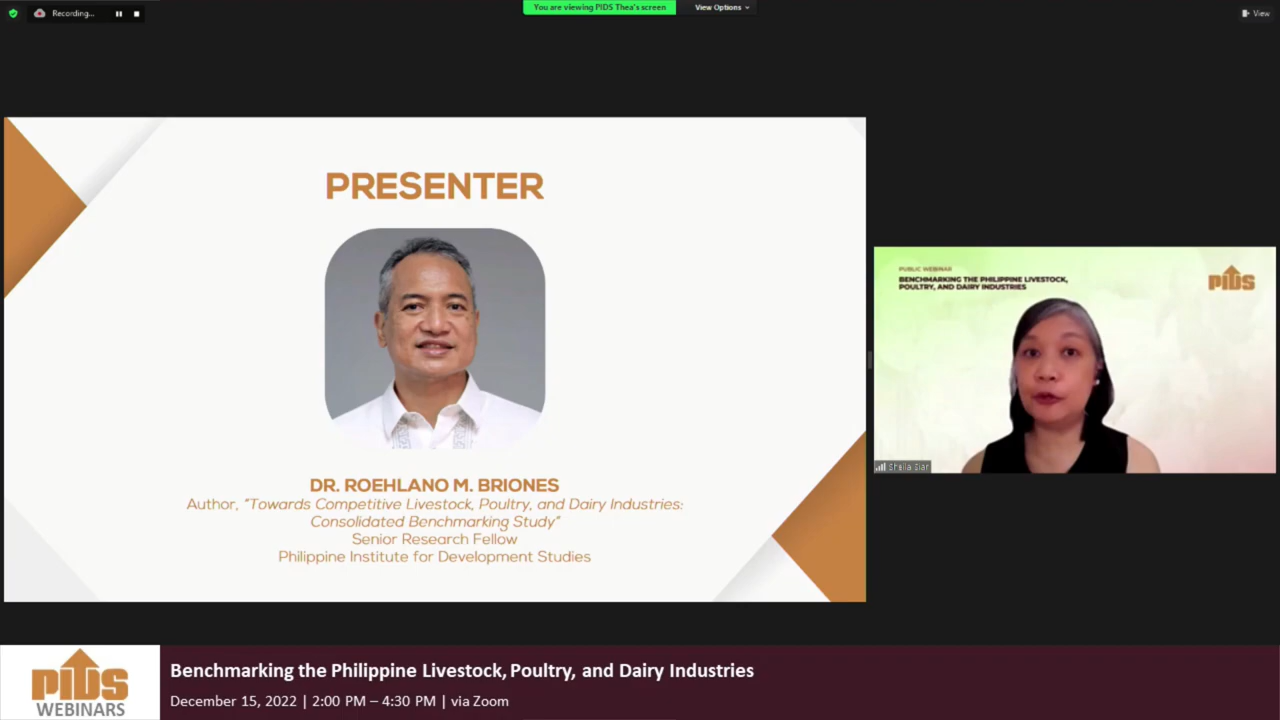 Recording...
You are viewing PIDS Thea's screen
View Options
View
PRESENTER
DR. ROEHLANO M. BRIONES
Author, "Towards Competitive Livestock, Poultry, and Dairy Industries:
Consolidated Benchmarking Study"
Senior Research Fellow
Philippine Institute for Development Studies
PUBLIC WEBINAR
BENCHMARKING THE PHILIPPINE LIVESTOCK,
POULTRY, AND DAIRY INDUSTRIES
PIDS
Sheila Siar
PIDS
WEBINARS
Benchmarking the Philippine Livestock, Poultry, and Dairy Industries
December 15, 2022 | 2:00 PM – 4:30 PM | via Zoom